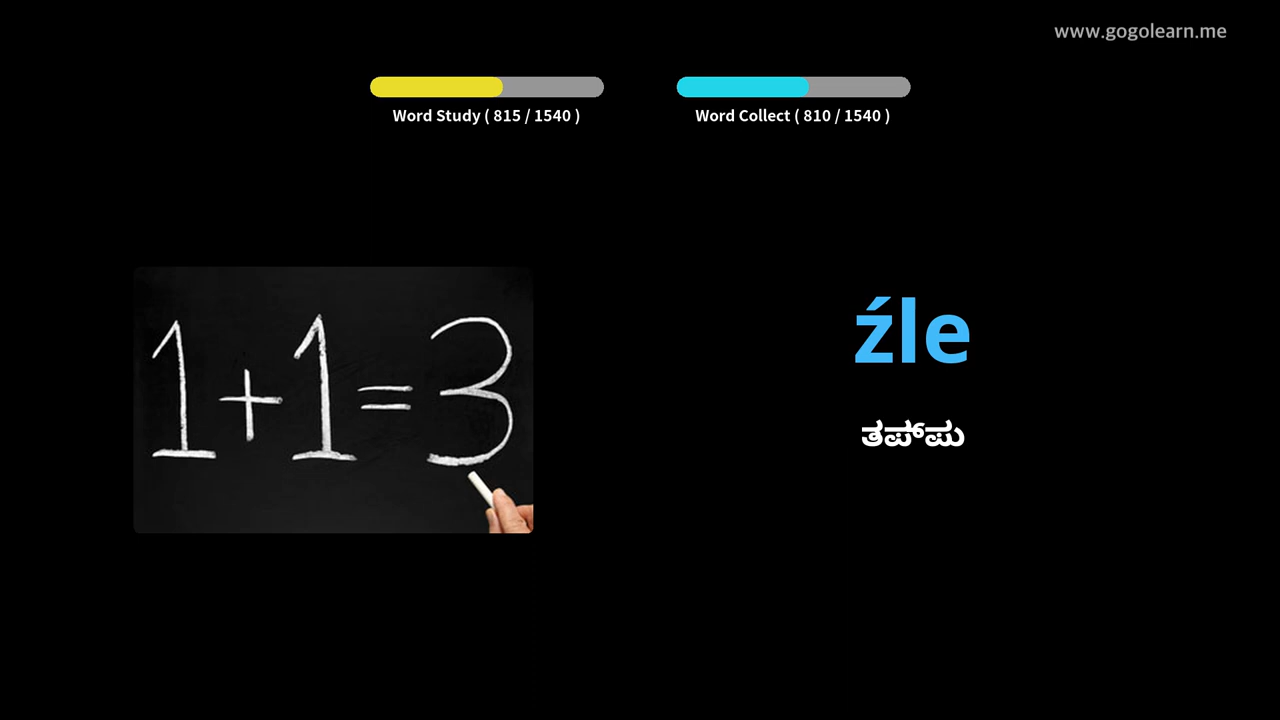 www.gogolearn.me
Word Study ( 815 / 1540 )
Word Collect ( 810 / 1540 )
1+1=3
źle
ತಪ್‌ಪು